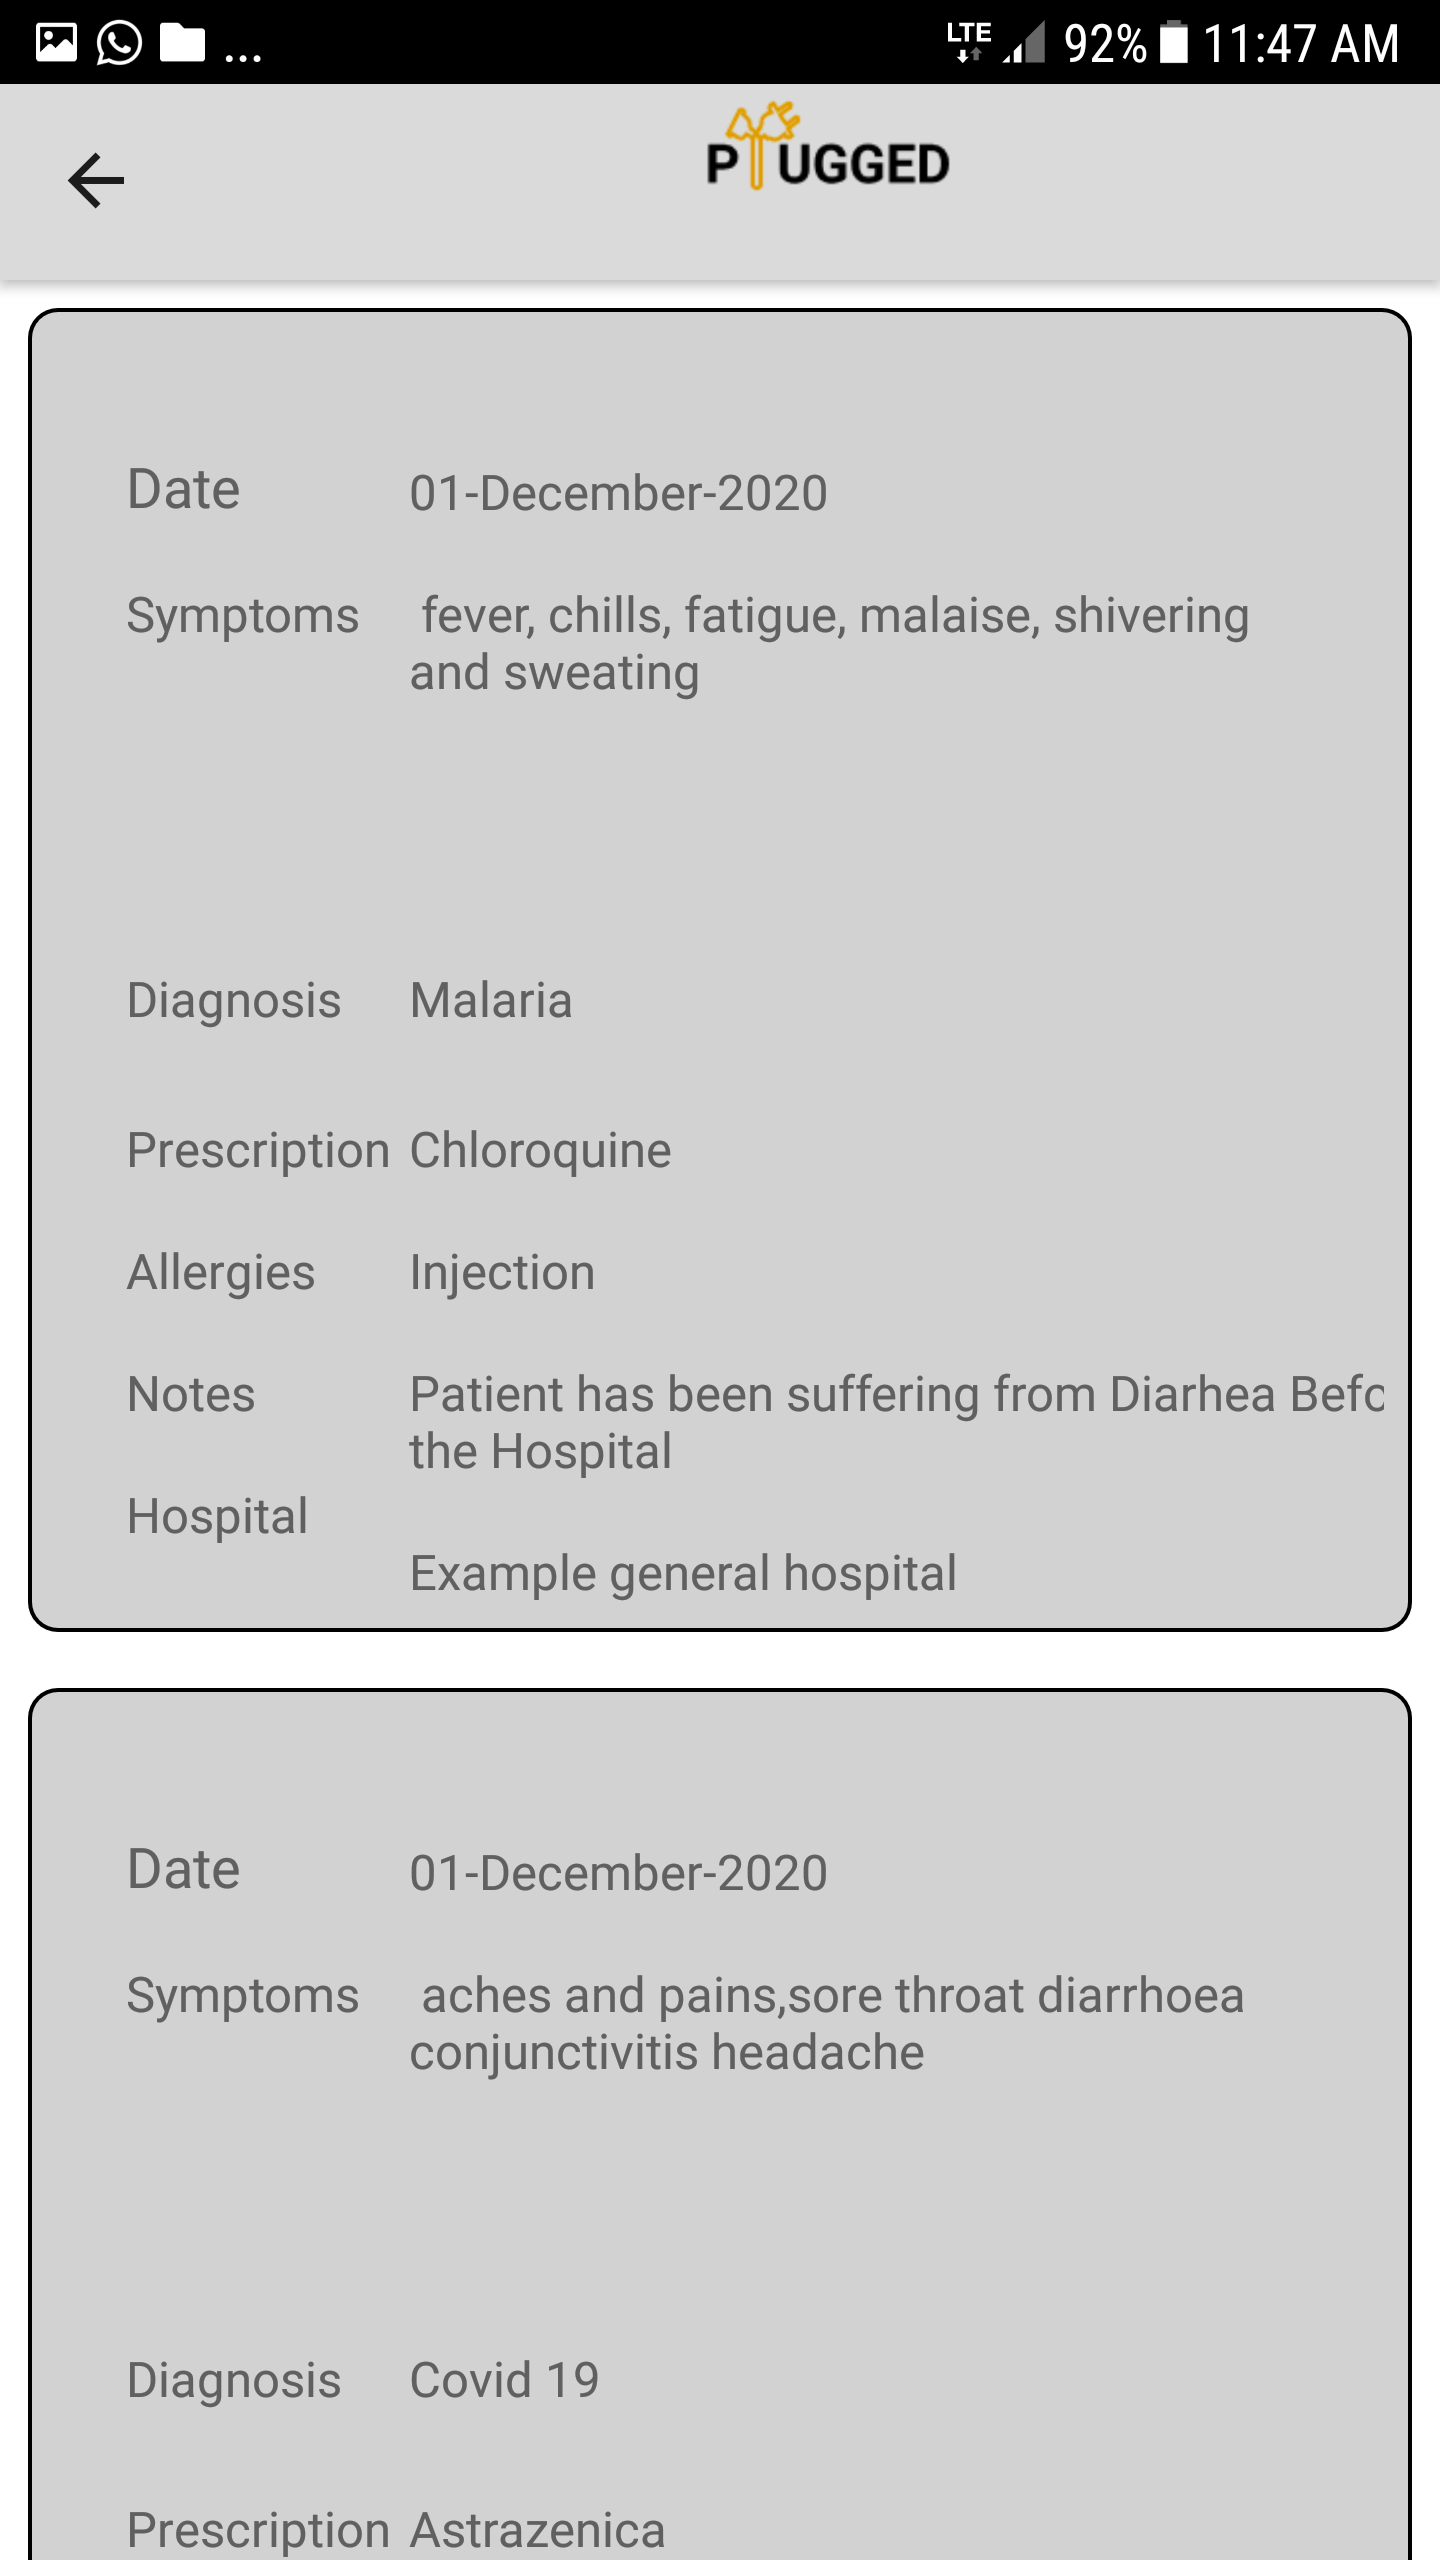 ... LTE 92% 11:47 AM
PLUGGED
Date 01-December-2020
Symptoms fever, chills, fatigue, malaise, shivering
and sweating
Diagnosis Malaria
Prescription Chloroquine
Allergies Injection
Notes Patient has been suffering from Diarhea Befo
the Hospital
Hospital
Example general hospital
Date 01-December-2020
Symptoms aches and pains,sore throat diarrhoea
conjunctivitis headache
Diagnosis Covid 19
Prescription Astrazenica